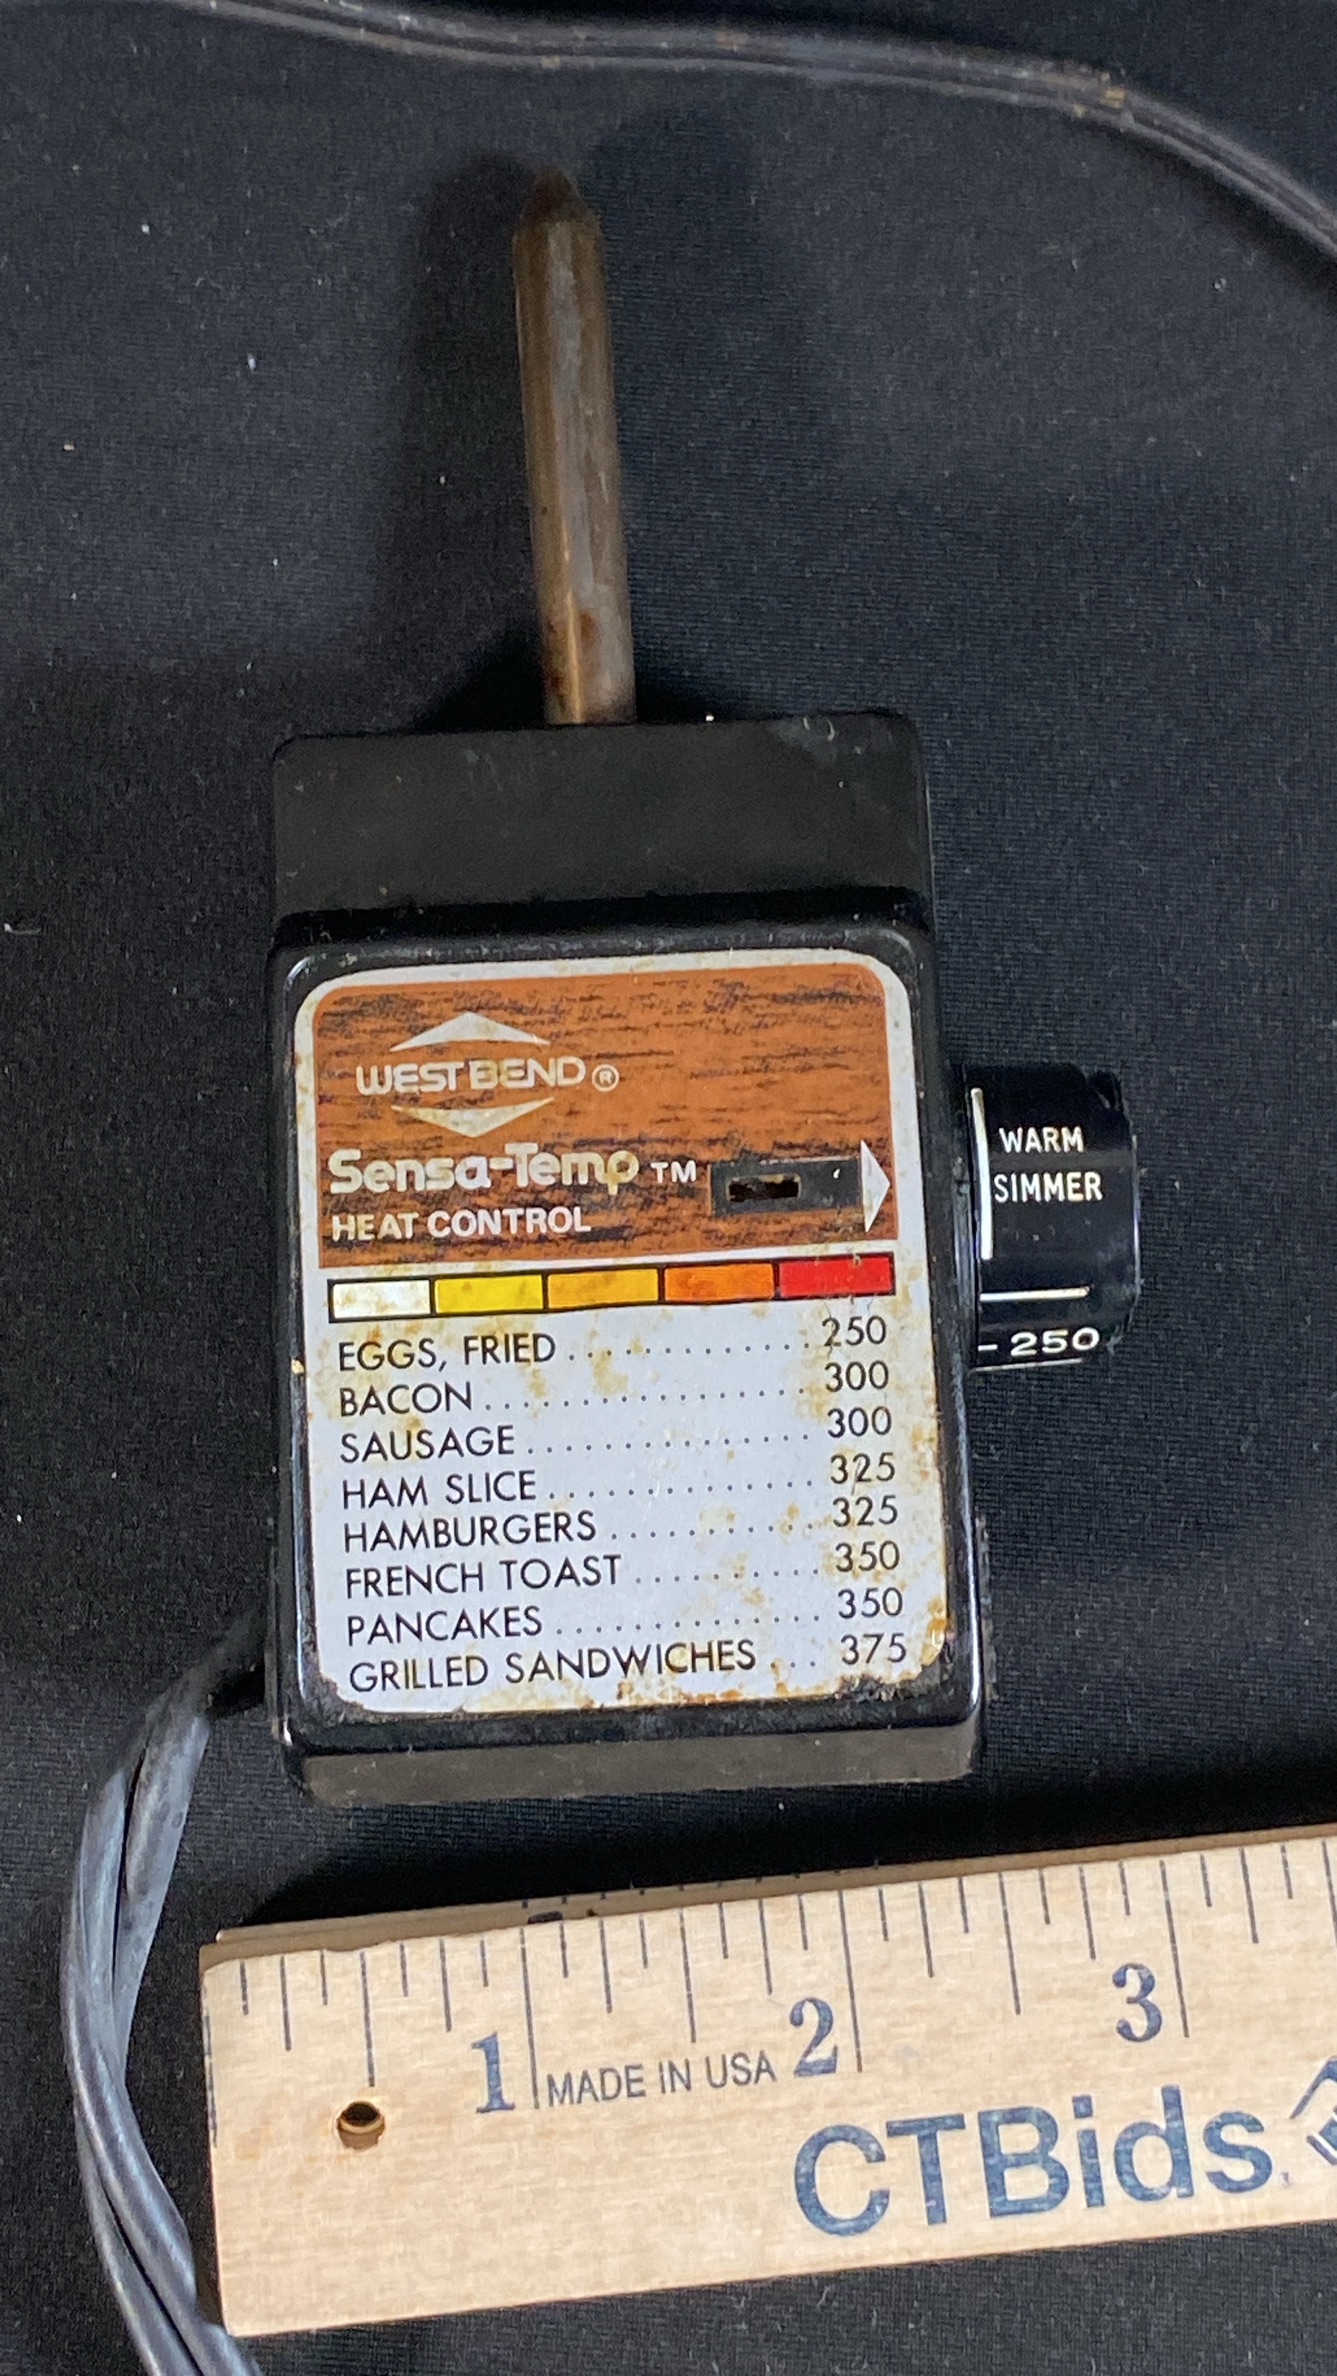 WEST BEND®
Sensa-Temp™
HEAT CONTROL
WARM
SIMMER
- 250
EGGS, FRIED ............. 250
BACON ................ 300
SAUSAGE ............... 300
HAM SLICE .............. 325
HAMBURGERS .......... 325
FRENCH TOAST ......... 350
PANCAKES ............. 350
GRILLED SANDWICHES ... 375
1 MADE IN USA 2 3
CTBids